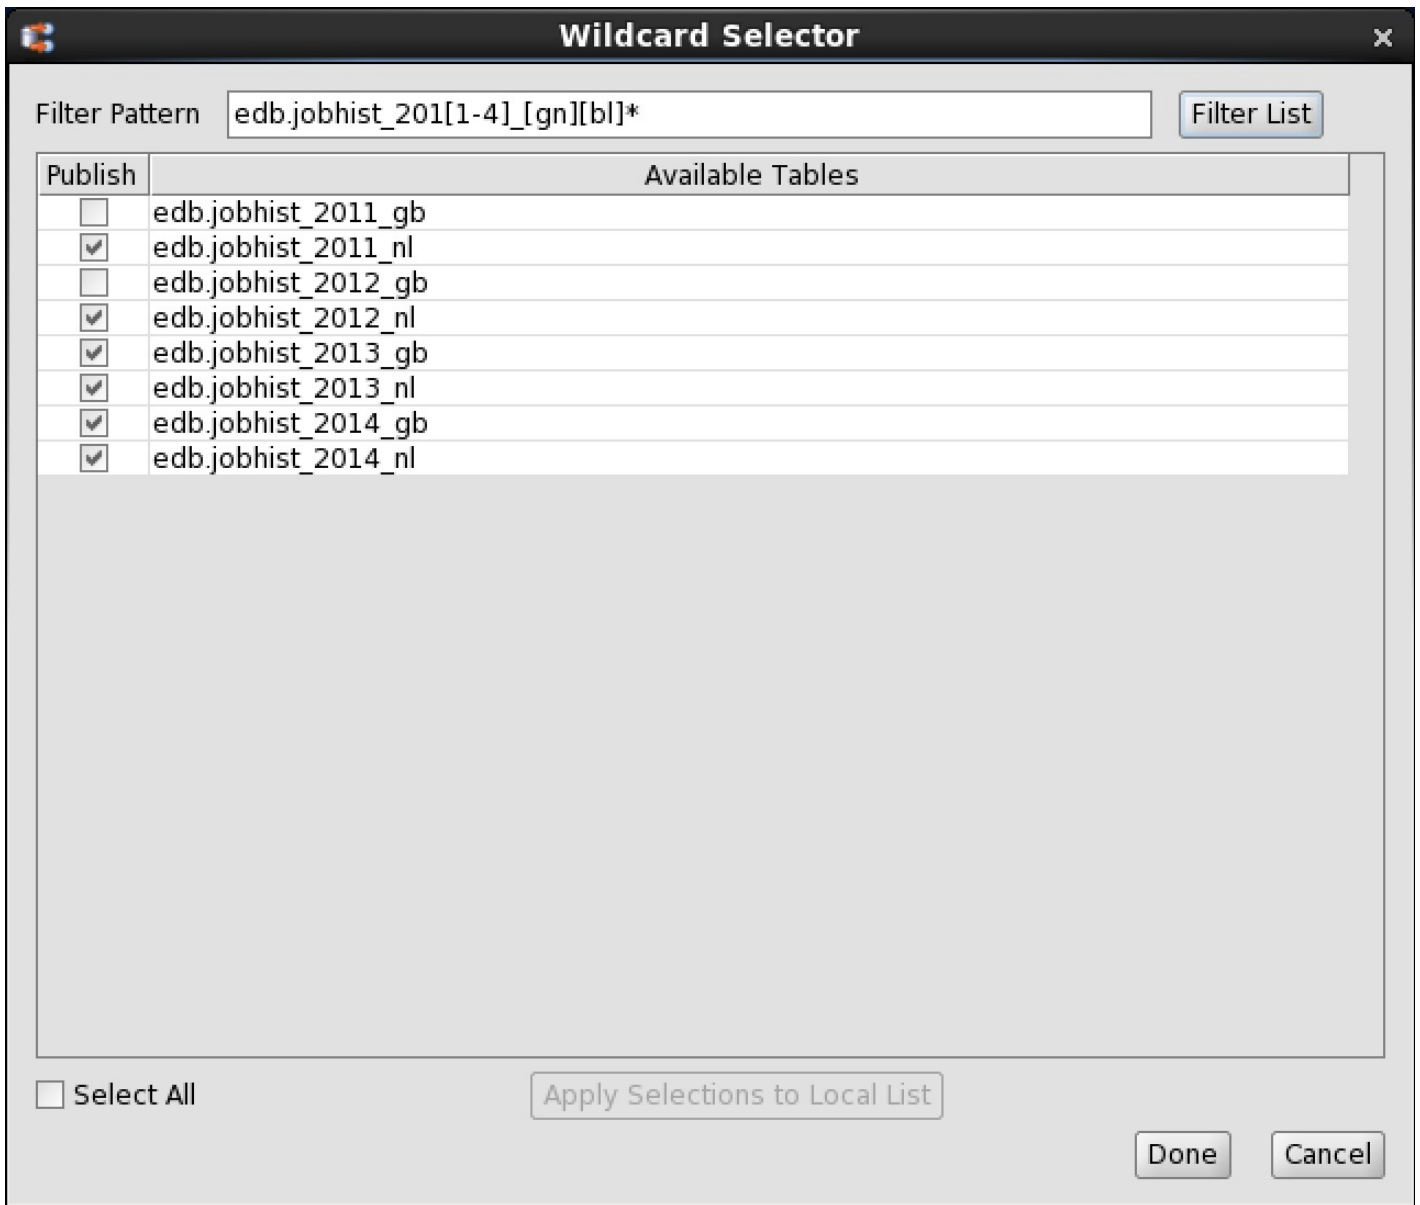 Wildcard Selector
Filter Pattern edb.jobhist_201[1-4]_[gn][bl]* Filter List
Publish Available Tables
edb.jobhist_2011_gb
edb.jobhist_2011_nl
edb.jobhist_2012_gb
edb.jobhist_2012_nl
edb.jobhist_2013_gb
edb.jobhist_2013_nl
edb.jobhist_2014_gb
edb.jobhist_2014_nl
Select All Apply Selections to Local List
Done Cancel